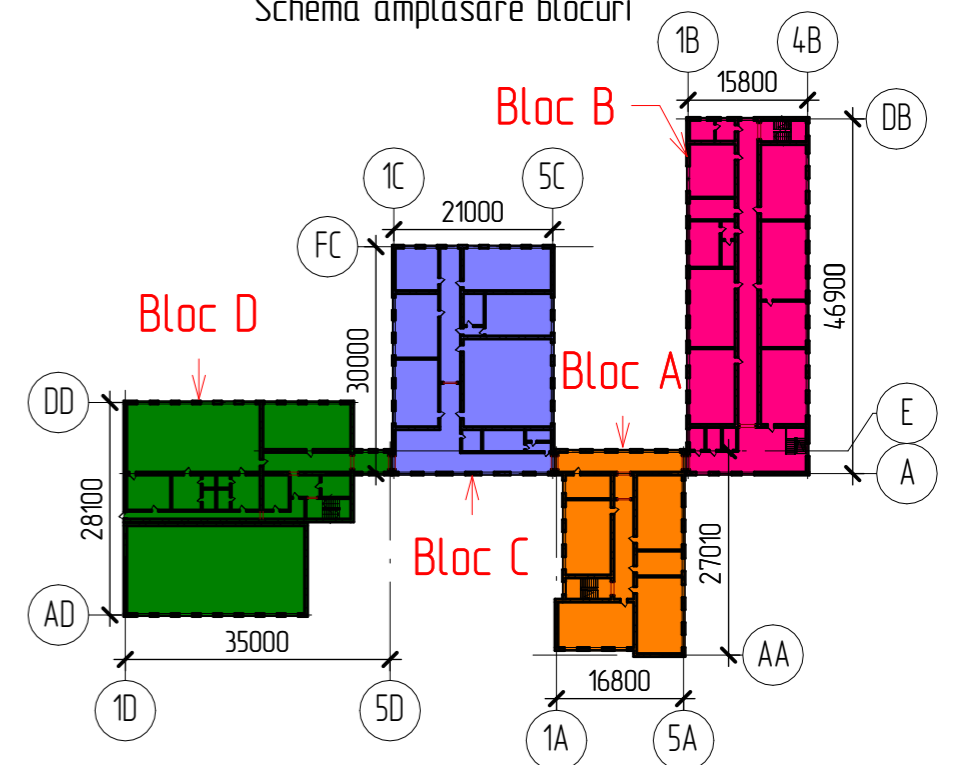 Schema amplasare blocuri
1B
4B
15800
Bloc B
DB
1C
5C
21000
FC
46900
Bloc D
30000
Bloc A
DD
E
A
28100
27010
Bloc C
AD
35000
AA
16800
1D
5D
1A
5A